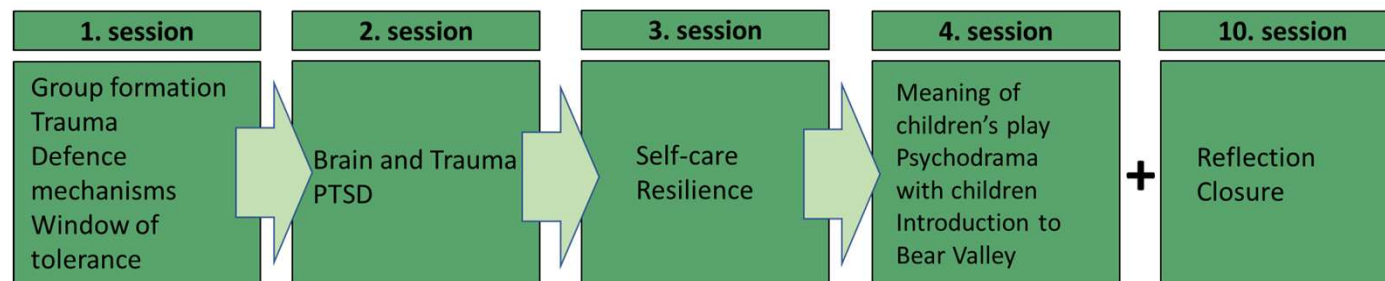 1. session
Group formation
Trauma
Defence
mechanisms
Window of
tolerance
2. session
Brain and Trauma
PTSD
3. session
Self-care
Resilience
4. session
Meaning of
children's play
Psychodrama
with children
Introduction to
Bear Valley
+
10. session
Reflection
Closure